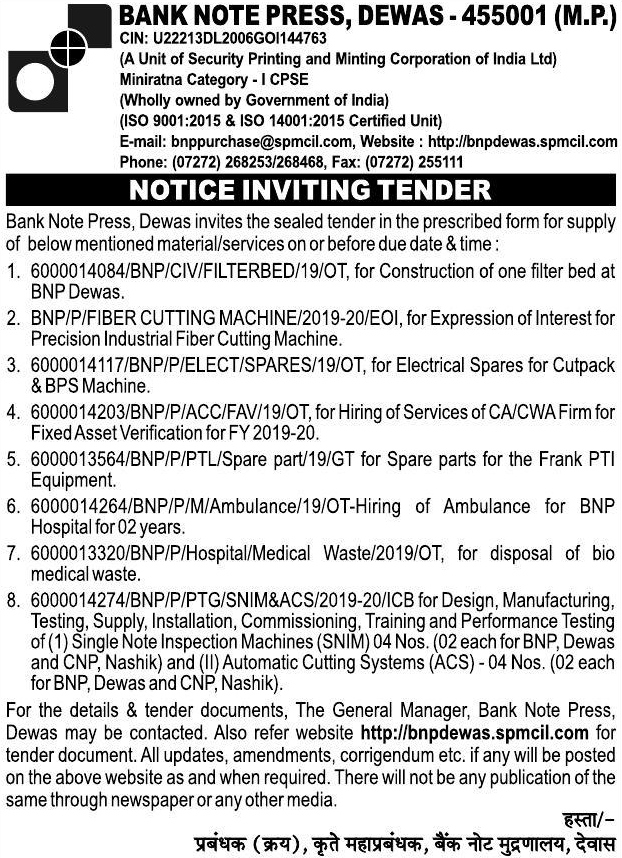 BANK NOTE PRESS, DEWAS - 455001 (M.P.)
CIN: U22213DL2006GOI144763
(A Unit of Security Printing and Minting Corporation of India Ltd)
Miniratna Category - I CPSE
(Wholly owned by Government of India)
(ISO 9001:2015 & ISO 14001:2015 Certified Unit)
E-mail: bnppurchase@spmcil.com, Website : http://bnpdewas.spmcil.com
Phone: (07272) 268253/268468, Fax: (07272) 255111
NOTICE INVITING TENDER
Bank Note Press, Dewas invites the sealed tender in the prescribed form for supply
of below mentioned material/services on or before due date & time :
1. 6000014084/BNP/CIV/FILTERBED/19/OT, for Construction of one filter bed at
BNP Dewas.
2. BNP/P/FIBER CUTTING MACHINE/2019-20/EOI, for Expression of Interest for
Precision Industrial Fiber Cutting Machine.
3. 6000014117/BNP/P/ELECT/SPARES/19/OT, for Electrical Spares for Cutpack
& BPS Machine.
4. 6000014203/BNP/P/ACC/FAV/19/OT, for Hiring of Services of CA/CWA Firm for
Fixed Asset Verification for FY 2019-20.
5. 6000013564/BNP/P/PTL/Spare part/19/GT for Spare parts for the Frank PTI
Equipment.
6. 6000014264/BNP/P/M/Ambulance/19/OT-Hiring of Ambulance for BNP
Hospital for 02 years.
7. 6000013320/BNP/P/Hospital/Medical Waste/2019/OT, for disposal of bio
medical waste.
8. 6000014274/BNP/P/PTG/SNIM&ACS/2019-20/ICB for Design, Manufacturing,
Testing, Supply, Installation, Commissioning, Training and Performance Testing
of (1) Single Note Inspection Machines (SNIM) 04 Nos. (02 each for BNP, Dewas
and CNP, Nashik) and (II) Automatic Cutting Systems (ACS) - 04 Nos. (02 each
for BNP, Dewas and CNP, Nashik).
For the details & tender documents, The General Manager, Bank Note Press,
Dewas may be contacted. Also refer website http://bnpdewas.spmcil.com for
tender document. All updates, amendments, corrigendum etc. if any will be posted
on the above website as and when required. There will not be any publication of the
same through newspaper or any other media.
हस्ता/-
प्रबंधक (क्रय), कृते महाप्रबंधक, बैंक नोट मुद्रणालय, देवास